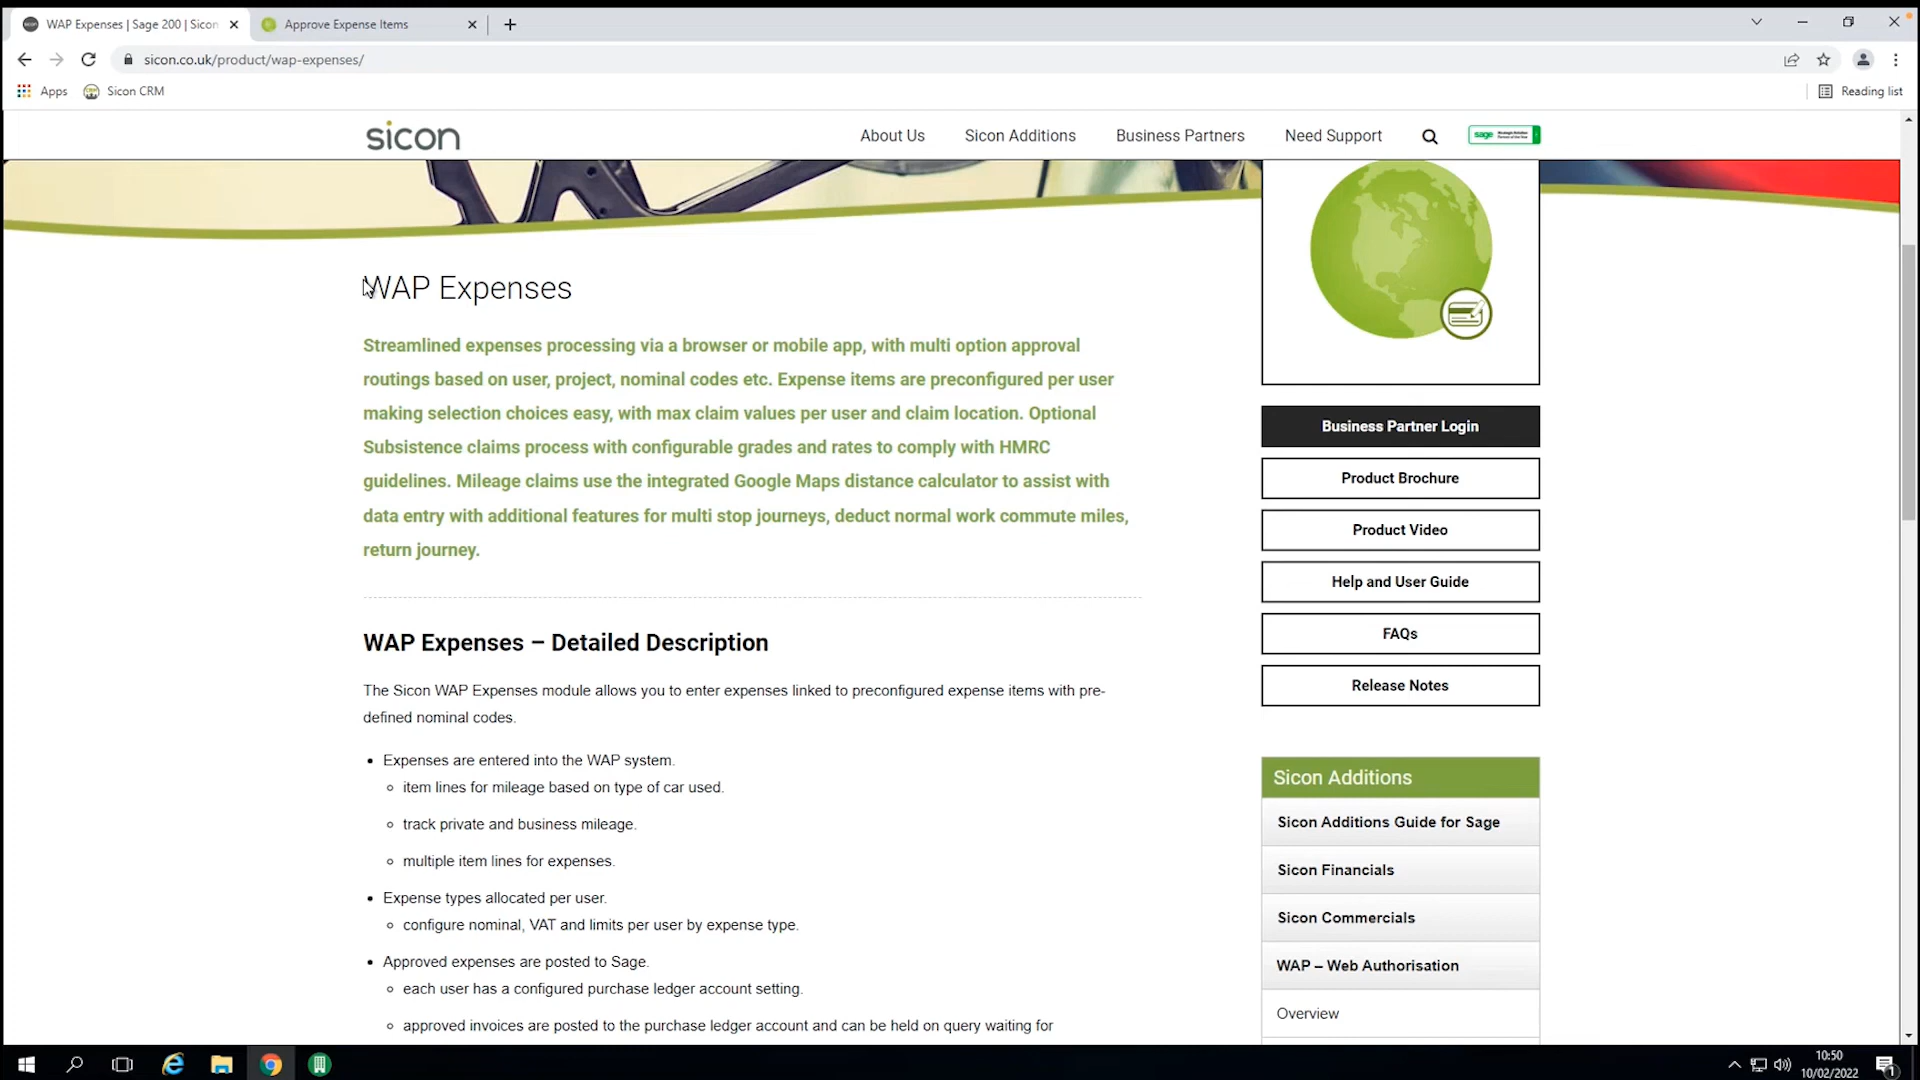 WAP Expenses | Sage 200 | Sicon
Approve Expense Items
sicon.co.uk/product/wap-expenses/
Apps
Sicon CRM
Reading list
sicon
About Us
Sicon Additions
Business Partners
Need Support
sage
WAP Expenses
Streamlined expenses processing via a browser or mobile app, with multi option approval
routings based on user, project, nominal codes etc. Expense items are preconfigured per user
making selection choices easy, with max claim values per user and claim location. Optional
Subsistence claims process with configurable grades and rates to comply with HMRC
guidelines. Mileage claims use the integrated Google Maps distance calculator to assist with
data entry with additional features for multi stop journeys, deduct normal work commute miles,
return journey.
WAP Expenses – Detailed Description
The Sicon WAP Expenses module allows you to enter expenses linked to preconfigured expense items with pre-
defined nominal codes.
Expenses are entered into the WAP system.
item lines for mileage based on type of car used.
track private and business mileage.
multiple item lines for expenses.
Expense types allocated per user.
configure nominal, VAT and limits per user by expense type.
Approved expenses are posted to Sage.
each user has a configured purchase ledger account setting.
approved invoices are posted to the purchase ledger account and can be held on query waiting for
Business Partner Login
Product Brochure
Product Video
Help and User Guide
FAQs
Release Notes
Sicon Additions
Sicon Additions Guide for Sage
Sicon Financials
Sicon Commercials
WAP – Web Authorisation
Overview
10:50
10/02/2022
1